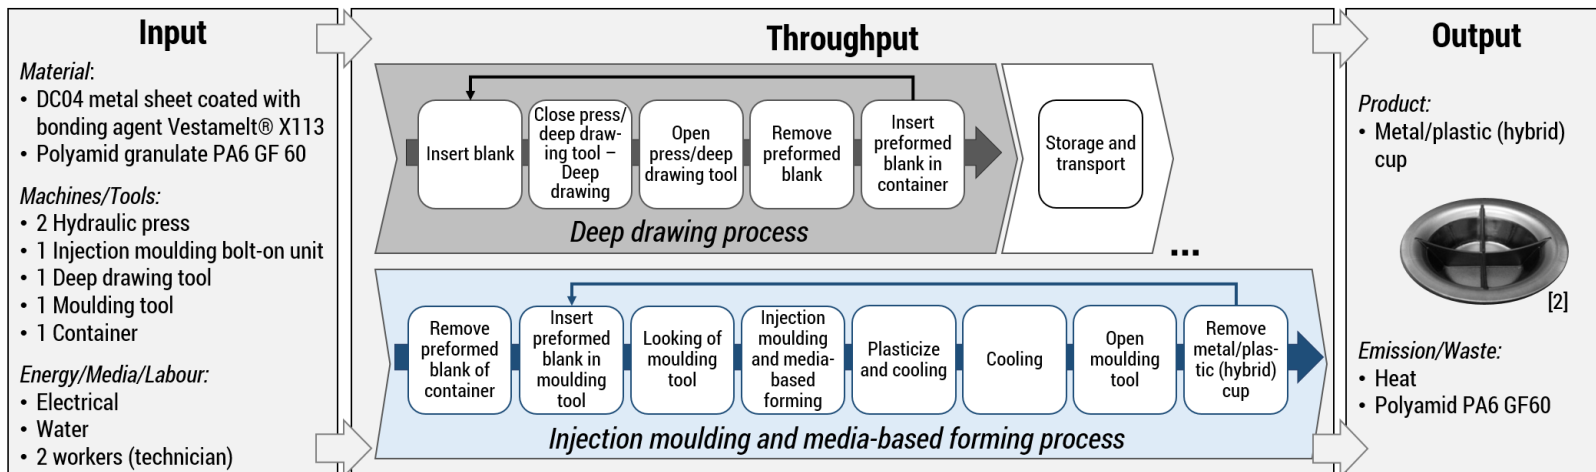 Input
Material:
• DC04 metal sheet coated with
bonding agent Vestamelt® X113
• Polyamid granulate PA6 GF 60
Machines/Tools:
• 2 Hydraulic press
• 1 Injection moulding bolt-on unit
• 1 Deep drawing tool
• 1 Moulding tool
• 1 Container
Energy/Media/Labour:
• Electrical
• Water
• 2 workers (technician)
Throughput
Insert blank
Close press/
deep draw-
ing tool –
Deep
drawing
Open
press/deep
drawing tool
Remove
preformed
blank
Insert
preformed
blank in
container
Deep drawing process
Storage and
transport
...
Remove
preformed
blank of
container
Insert
preformed
blank in
moulding
tool
Looking of
moulding
tool
Injection
moulding
and media-
based
forming
Plasticize
and cooling
Cooling
Open
moulding
tool
Remove
metal/plas-
tic (hybrid)
cup
Injection moulding and media-based forming process
Output
Product:
• Metal/plastic (hybrid)
cup
[2]
Emission/Waste:
• Heat
• Polyamid PA6 GF60